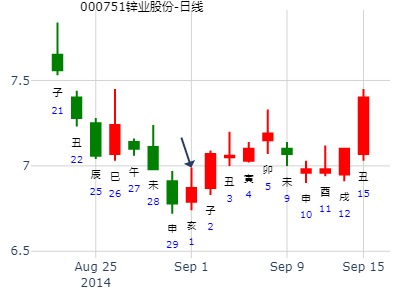 000751锌业股份-日线
7.5
7
6.5
子
21
丑
22
辰
25
巳
26
午
27
未
28
申
29
亥
1
子
2
丑
3
寅
4
卯
5
未
9
申
10
酉
11
戌
12
丑
15
Aug 25
2014
Sep 1
Sep 9
Sep 15